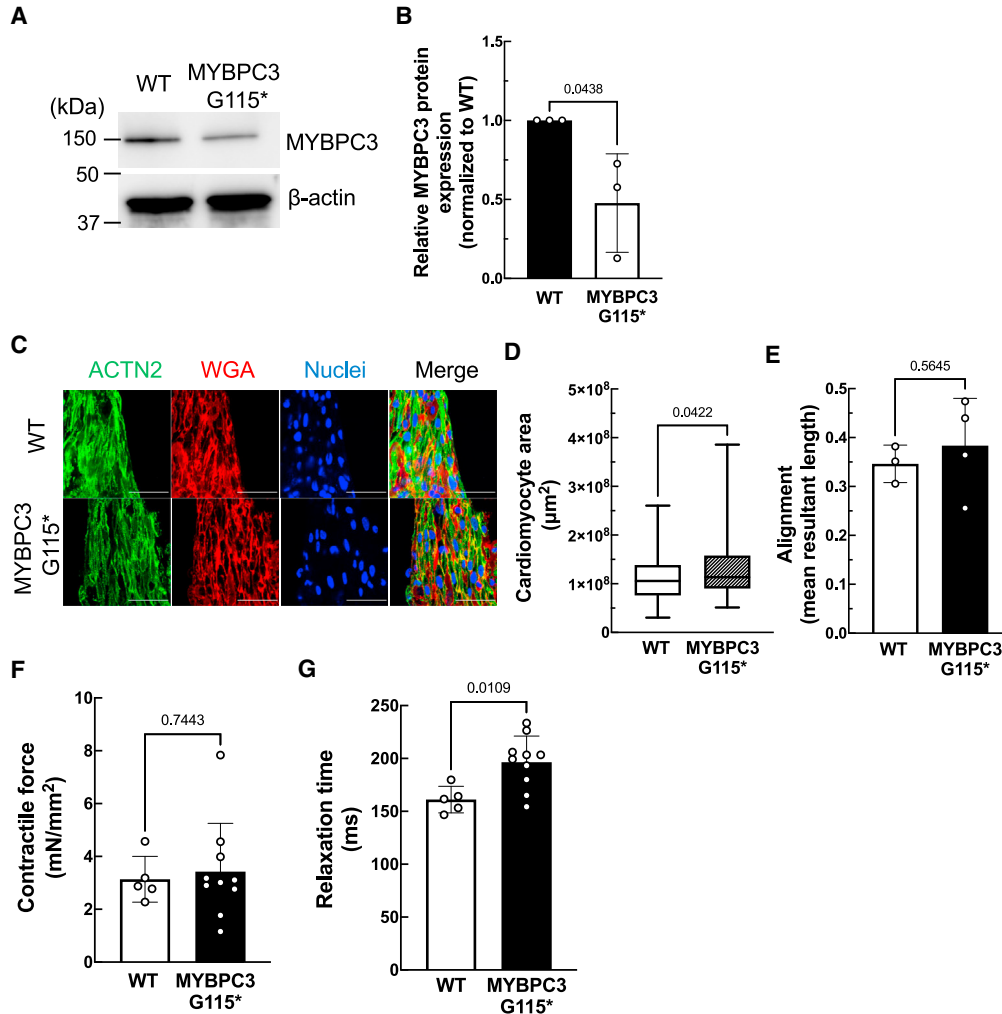 A
WT
MYBPC3
G115*
(kDa)
150
MYBPC3
50
β-actin
37
B
Relative MYBPC3 protein
expression
(normalized to WT)
1.5
1.0
0.5
0.0
0.0438
WT
MYBPC3
G115*
C
ACTN2
WGA
Nuclei
Merge
WT
MYBPC3
G115*
D
Cardiomyocyte area
(μm²)
5×10⁸
4×10⁸
3×10⁸
2×10⁸
1×10⁸
0
0.0422
WT
MYBPC3
G115*
E
Alignment
(mean resultant length)
0.5
0.4
0.3
0.2
0.1
0.0
0.5645
WT
MYBPC3
G115*
F
Contractile force
(mN/mm²)
10
8
6
4
2
0
0.7443
WT
MYBPC3
G115*
G
Relaxation time
(ms)
250
200
150
100
50
0
0.0109
WT
MYBPC3
G115*